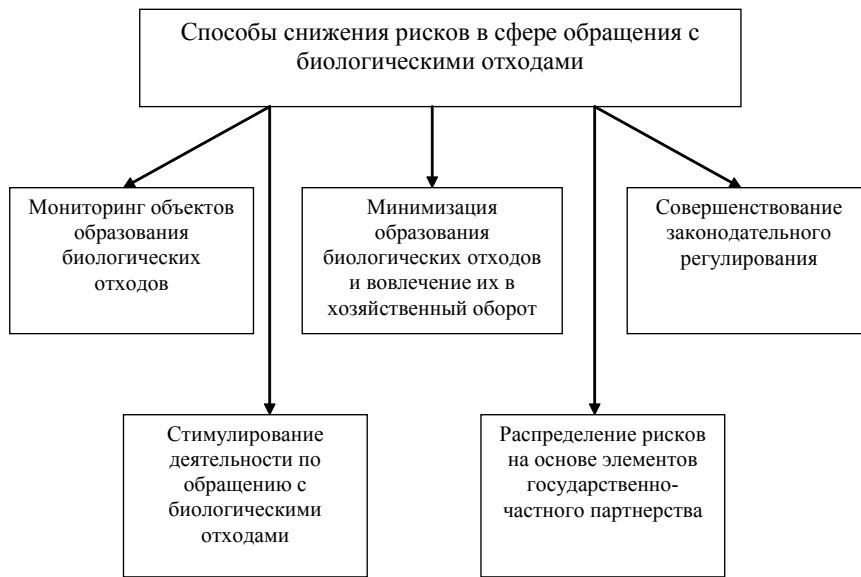 Способы снижения рисков в сфере обращения с
биологическими отходами
Мониторинг объектов
образования
биологических
отходов
Минимизация
образования
биологических отходов
и вовлечение их в
хозяйственный оборот
Совершенствование
законодательного
регулирования
Стимулирование
деятельности по
обращению с
биологическими
отходами
Распределение рисков
на основе элементов
государственно-
частного партнерства